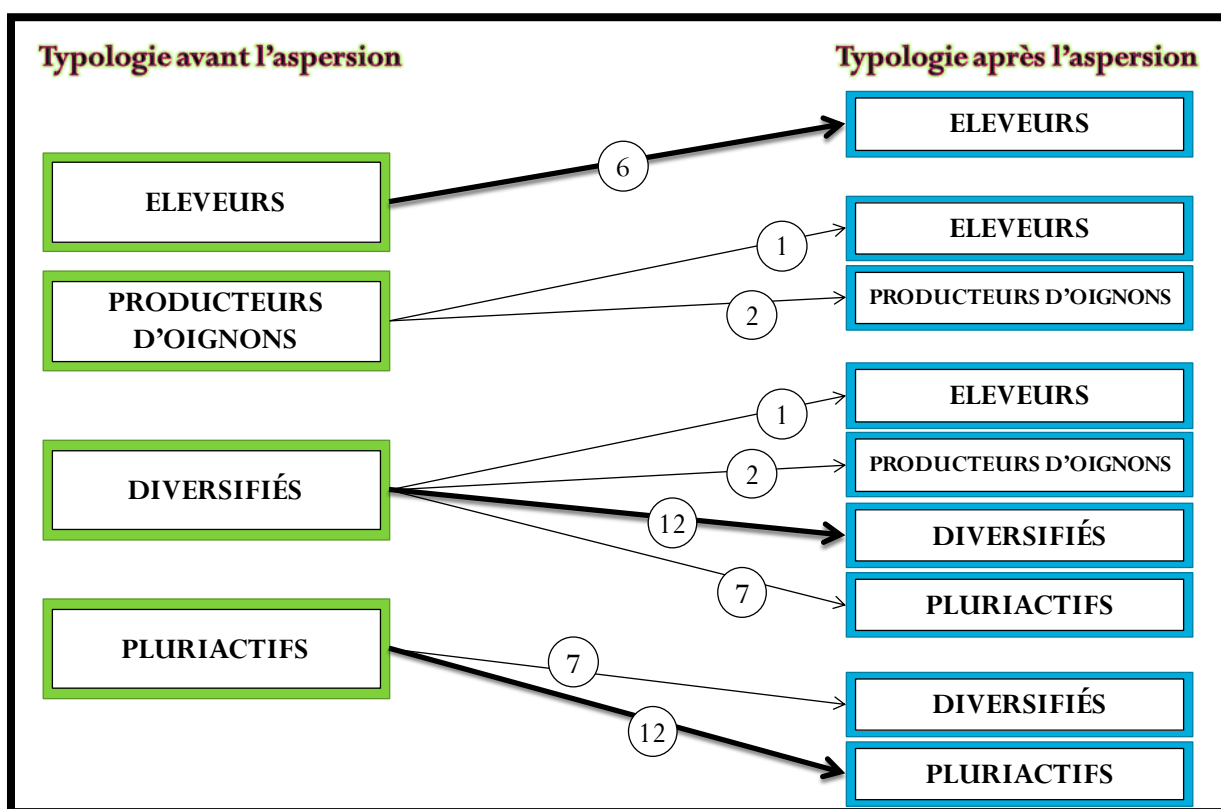 Typologie avant l'aspersion
Typologie après l'aspersion
ELEVEURS
PRODUCTEURS
D'OIGNONS
DIVERSIFIÉS
PLURIACTIFS
6
1
2
1
2
12
7
7
12
ELEVEURS
ELEVEURS
PRODUCTEURS D'OIGNONS
ELEVEURS
PRODUCTEURS D'OIGNONS
DIVERSIFIÉS
PLURIACTIFS
DIVERSIFIÉS
PLURIACTIFS